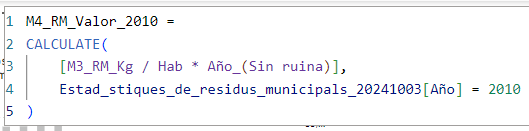 1 M4_RM_Valor_2010 =
2 CALCULATE(
3 [M3_RM_Kg / Hab * Año_(Sin ruina)],
4 Estad_stiques_de_residus_municipals_20241003[Año] = 2010
5 )